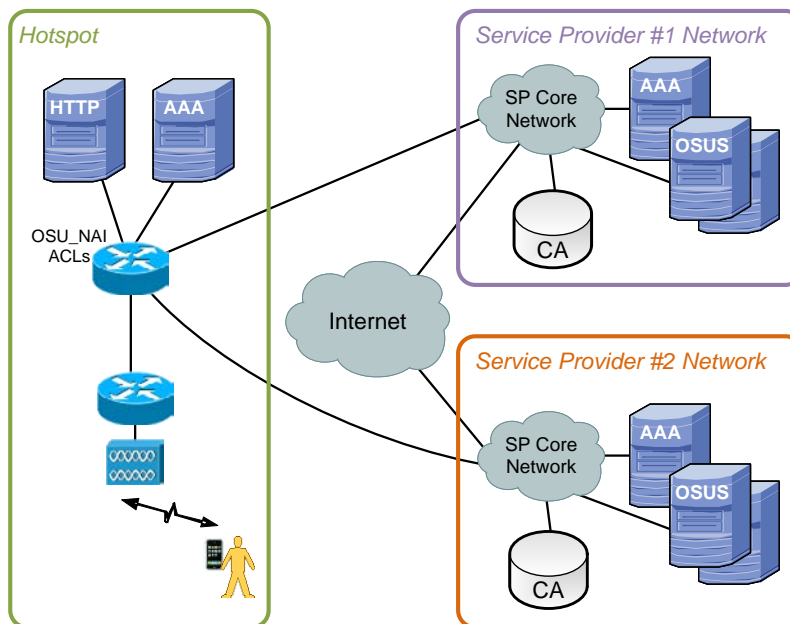 Hotspot
HTTP
AAA
OSU_NAI
ACLs
Service Provider #1 Network
SP Core
Network
AAA
OSUS
CA
Internet
Service Provider #2 Network
SP Core
Network
AAA
OSUS
CA